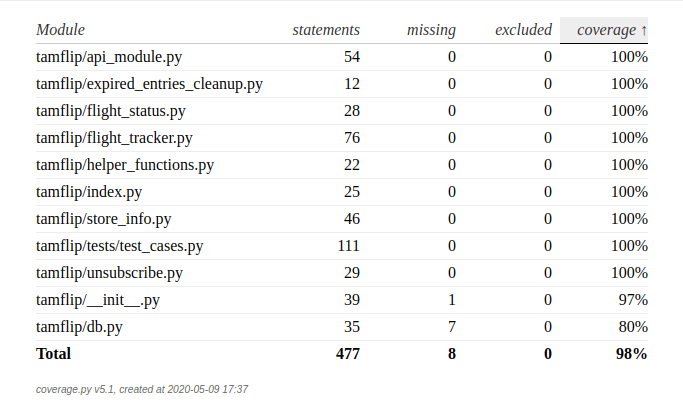 Module statements missing excluded coverage ↑
tamflip/api_module.py 54 0 0 100%
tamflip/expired_entries_cleanup.py 12 0 0 100%
tamflip/flight_status.py 28 0 0 100%
tamflip/flight_tracker.py 76 0 0 100%
tamflip/helper_functions.py 22 0 0 100%
tamflip/index.py 25 0 0 100%
tamflip/store_info.py 46 0 0 100%
tamflip/tests/test_cases.py 111 0 0 100%
tamflip/unsubscribe.py 29 0 0 100%
tamflip/__init__.py 39 1 0 97%
tamflip/db.py 35 7 0 80%
Total 477 8 0 98%
coverage.py v5.1, created at 2020-05-09 17:37